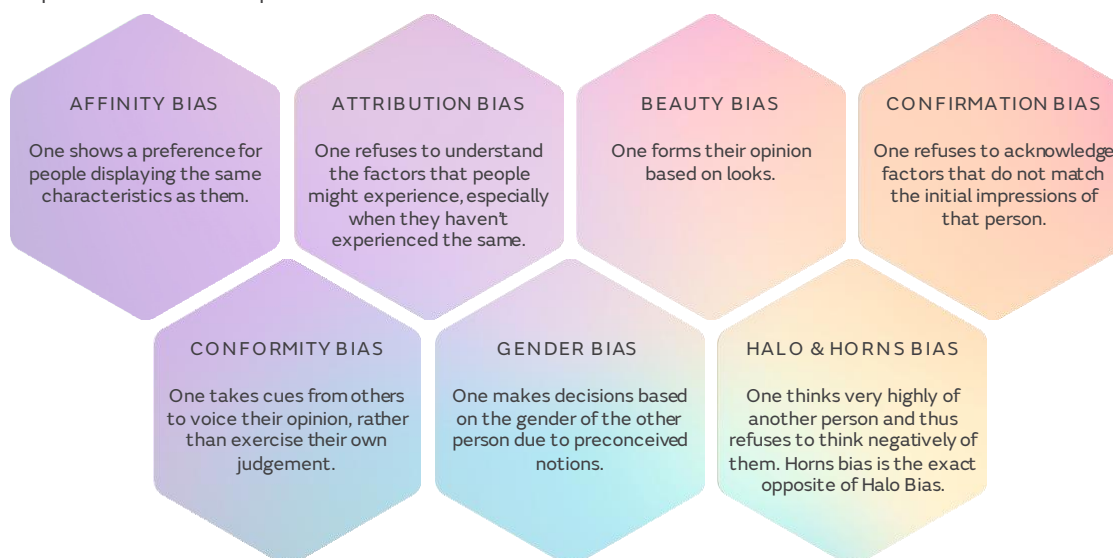 AFFINITY BIAS
One shows a preference for
people displaying the same
characteristics as them.
ATTRIBUTION BIAS
One refuses to understand
the factors that people
might experience, especially
when they haven't
experienced the same.
BEAUTY BIAS
One forms their opinion
based on looks.
CONFIRMATION BIAS
One refuses to acknowledge
factors that do not match
the initial impressions of
that person.
CONFORMITY BIAS
One takes cues from others
to voice their opinion, rather
than exercise their own
judgement.
GENDER BIAS
One makes decisions based
on the gender of the other
person due to preconceived
notions.
HALO & HORNS BIAS
One thinks very highly of
another person and thus
refuses to think negatively of
them. Horns bias is the exact
opposite of Halo Bias.